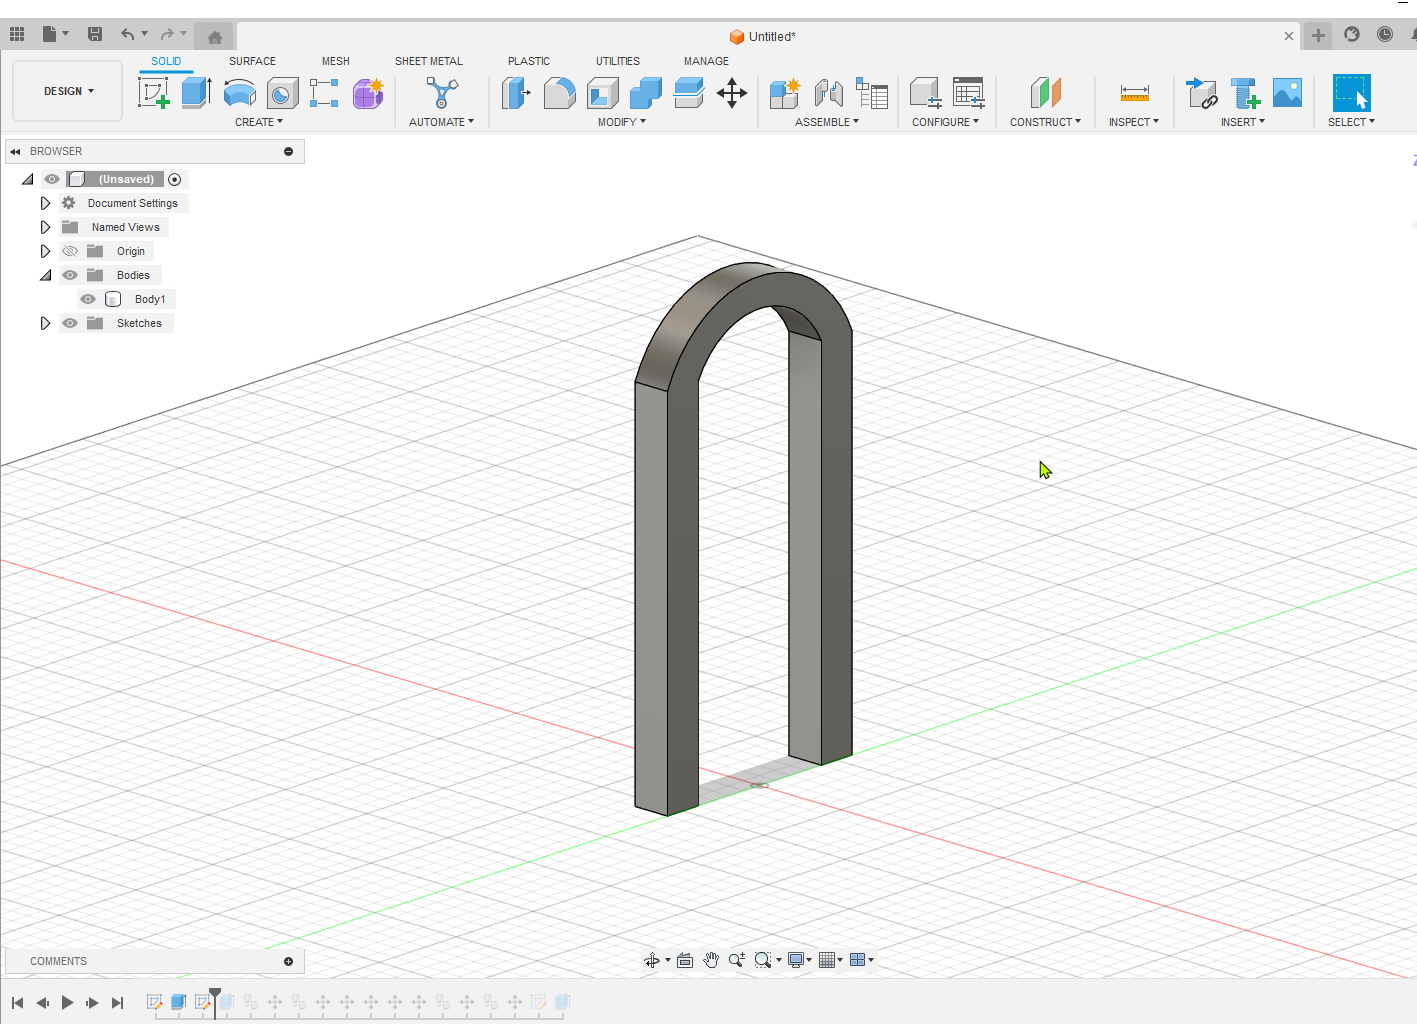 Untitled*
DESIGN
SOLID SURFACE MESH SHEET METAL PLASTIC UTILITIES MANAGE
CREATE AUTOMATE MODIFY ASSEMBLE CONFIGURE CONSTRUCT INSPECT INSERT SELECT
BROWSER
(Unsaved)
Document Settings
Named Views
Origin
Bodies
Body1
Sketches
COMMENTS